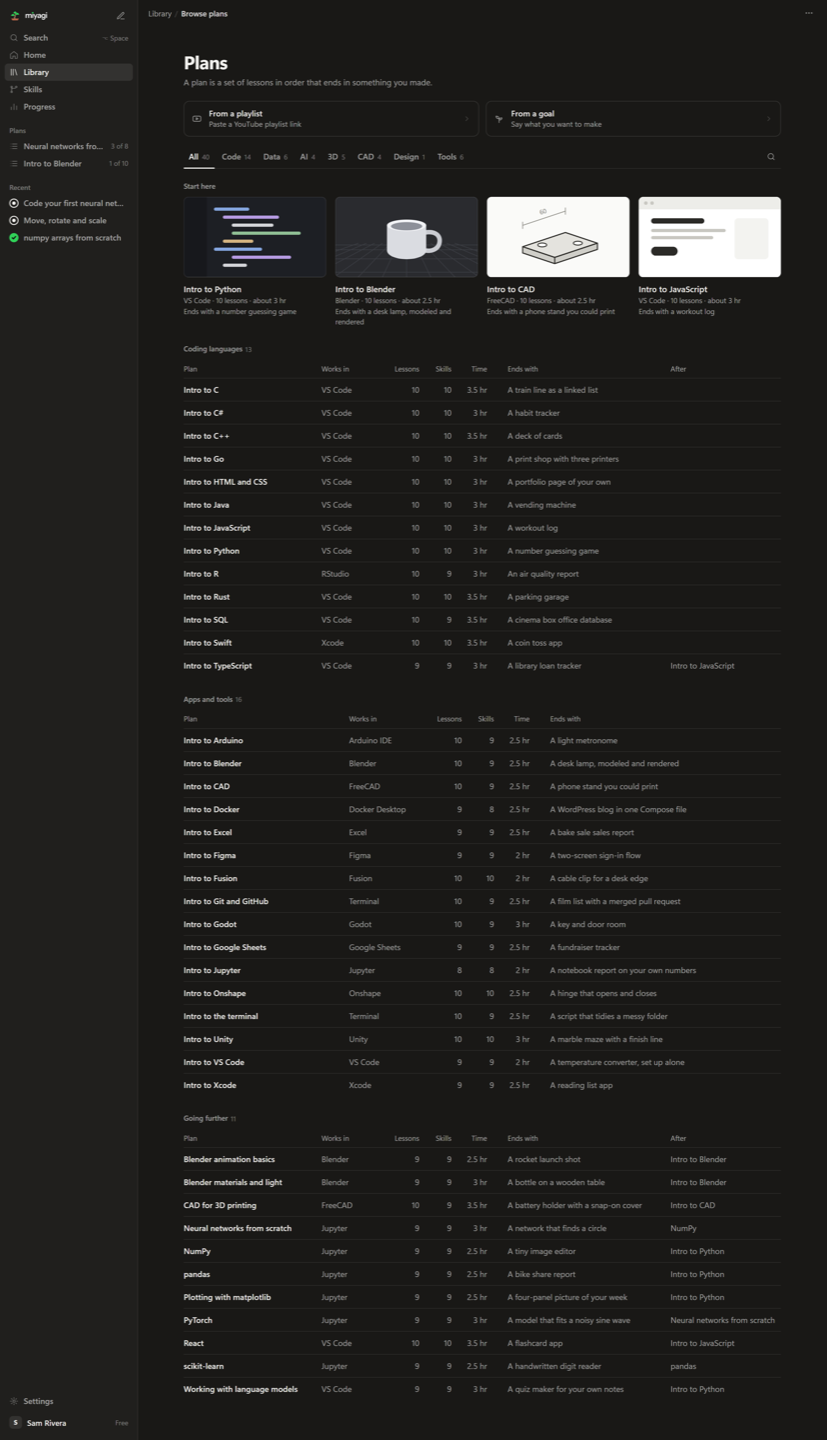 miyagi
Search
Space
Home
Library
Skills
Progress
Plans
Neural networks fro... 3 of 8
Intro to Blender 1 of 10
Recent
Code your first neural net...
Move, rotate and scale
numpy arrays from scratch
Settings
S Sam Rivera Free
Library / Browse plans
Plans
A plan is a set of lessons in order that ends in something you made.
From a playlist
Paste a YouTube playlist link
From a goal
Say what you want to make
All 40 Code 14 Data 6 AI 4 3D 5 CAD 4 Design 1 Tools 6
Start here
60
Intro to Python
VS Code · 10 lessons · about 3 hr
Ends with a number guessing game
Intro to Blender
Blender · 10 lessons · about 2.5 hr
Ends with a desk lamp, modeled and
rendered
Intro to CAD
FreeCAD · 10 lessons · about 2.5 hr
Ends with a phone stand you could print
Intro to JavaScript
VS Code · 10 lessons · about 3 hr
Ends with a workout log
Coding languages 13
Plan Works in Lessons Skills Time Ends with After
Intro to C VS Code 10 10 3.5 hr A train line as a linked list
Intro to C# VS Code 10 10 3 hr A habit tracker
Intro to C++ VS Code 10 10 3.5 hr A deck of cards
Intro to Go VS Code 10 10 3 hr A print shop with three printers
Intro to HTML and CSS VS Code 10 10 3 hr A portfolio page of your own
Intro to Java VS Code 10 10 3 hr A vending machine
Intro to JavaScript VS Code 10 10 3 hr A workout log
Intro to Python VS Code 10 10 3 hr A number guessing game
Intro to R RStudio 10 9 3 hr An air quality report
Intro to Rust VS Code 10 10 3.5 hr A parking garage
Intro to SQL VS Code 10 9 3.5 hr A cinema box office database
Intro to Swift Xcode 10 10 3.5 hr A coin toss app
Intro to TypeScript VS Code 9 9 3 hr A library loan tracker Intro to JavaScript
Apps and tools 16
Plan Works in Lessons Skills Time Ends with
Intro to Arduino Arduino IDE 10 9 2.5 hr A light metronome
Intro to Blender Blender 10 9 2.5 hr A desk lamp, modeled and rendered
Intro to CAD FreeCAD 10 9 2.5 hr A phone stand you could print
Intro to Docker Docker Desktop 9 8 2.5 hr A WordPress blog in one Compose file
Intro to Excel Excel 9 9 2.5 hr A bake sale sales report
Intro to Figma Figma 9 9 2 hr A two-screen sign-in flow
Intro to Fusion Fusion 10 10 2 hr A cable clip for a desk edge
Intro to Git and GitHub Terminal 10 9 2.5 hr A film list with a merged pull request
Intro to Godot Godot 10 9 3 hr A key and door room
Intro to Google Sheets Google Sheets 9 9 2.5 hr A fundraiser tracker
Intro to Jupyter Jupyter 8 8 2 hr A notebook report on your own numbers
Intro to Onshape Onshape 10 10 2.5 hr A hinge that opens and closes
Intro to the terminal Terminal 10 9 2.5 hr A script that tidies a messy folder
Intro to Unity Unity 10 10 3 hr A marble maze with a finish line
Intro to VS Code VS Code 9 9 2 hr A temperature converter, set up alone
Intro to Xcode Xcode 9 9 2.5 hr A reading list app
Going further 11
Plan Works in Lessons Skills Time Ends with After
Blender animation basics Blender 9 9 2.5 hr A rocket launch shot Intro to Blender
Blender materials and light Blender 9 9 3 hr A bottle on a wooden table Intro to Blender
CAD for 3D printing FreeCAD 10 9 3.5 hr A battery holder with a snap-on cover Intro to CAD
Neural networks from scratch Jupyter 9 9 3 hr A network that finds a circle NumPy
NumPy Jupyter 9 9 2.5 hr A tiny image editor Intro to Python
pandas Jupyter 9 9 2.5 hr A bike share report Intro to Python
Plotting with matplotlib Jupyter 9 9 2.5 hr A four-panel picture of your week Intro to Python
PyTorch Jupyter 9 9 3 hr A model that fits a noisy sine wave Neural networks from scratch
React VS Code 10 10 3.5 hr A flashcard app Intro to JavaScript
scikit-learn Jupyter 9 9 2.5 hr A handwritten digit reader pandas
Working with language models VS Code 9 9 3 hr A quiz maker for your own notes Intro to Python